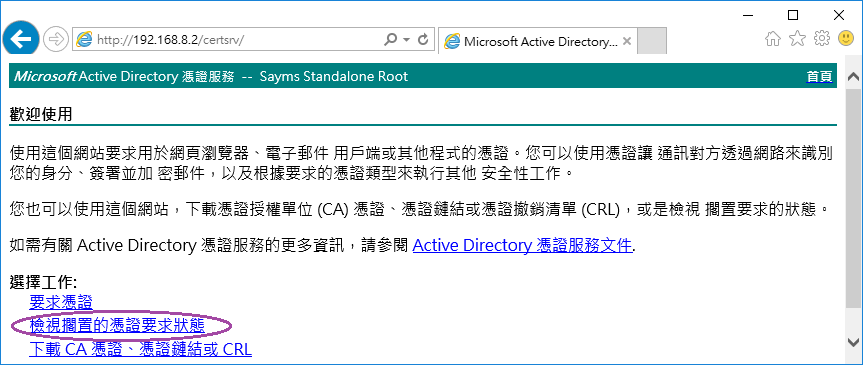 http://192.168.8.2/certsrv/
Microsoft Active Directory...
Microsoft Active Directory 憑證服務 -- Sayms Standalone Root 首頁
歡迎使用
使用這個網站要求用於網頁瀏覽器、電子郵件 用戶端或其他程式的憑證。您可以使用憑證讓 通訊對方透過網路來識別
您的身分、簽署並加 密郵件，以及根據要求的憑證類型來執行其他 安全性工作。
您也可以使用這個網站，下載憑證授權單位 (CA) 憑證、憑證鏈結或憑證撤銷清單 (CRL)，或是檢視 擱置要求的狀態。
如需有關 Active Directory 憑證服務的更多資訊，請參閱 Active Directory 憑證服務文件.
選擇工作:
要求憑證
檢視擱置的憑證要求狀態
下載 CA 憑證、憑證鏈結或 CRL